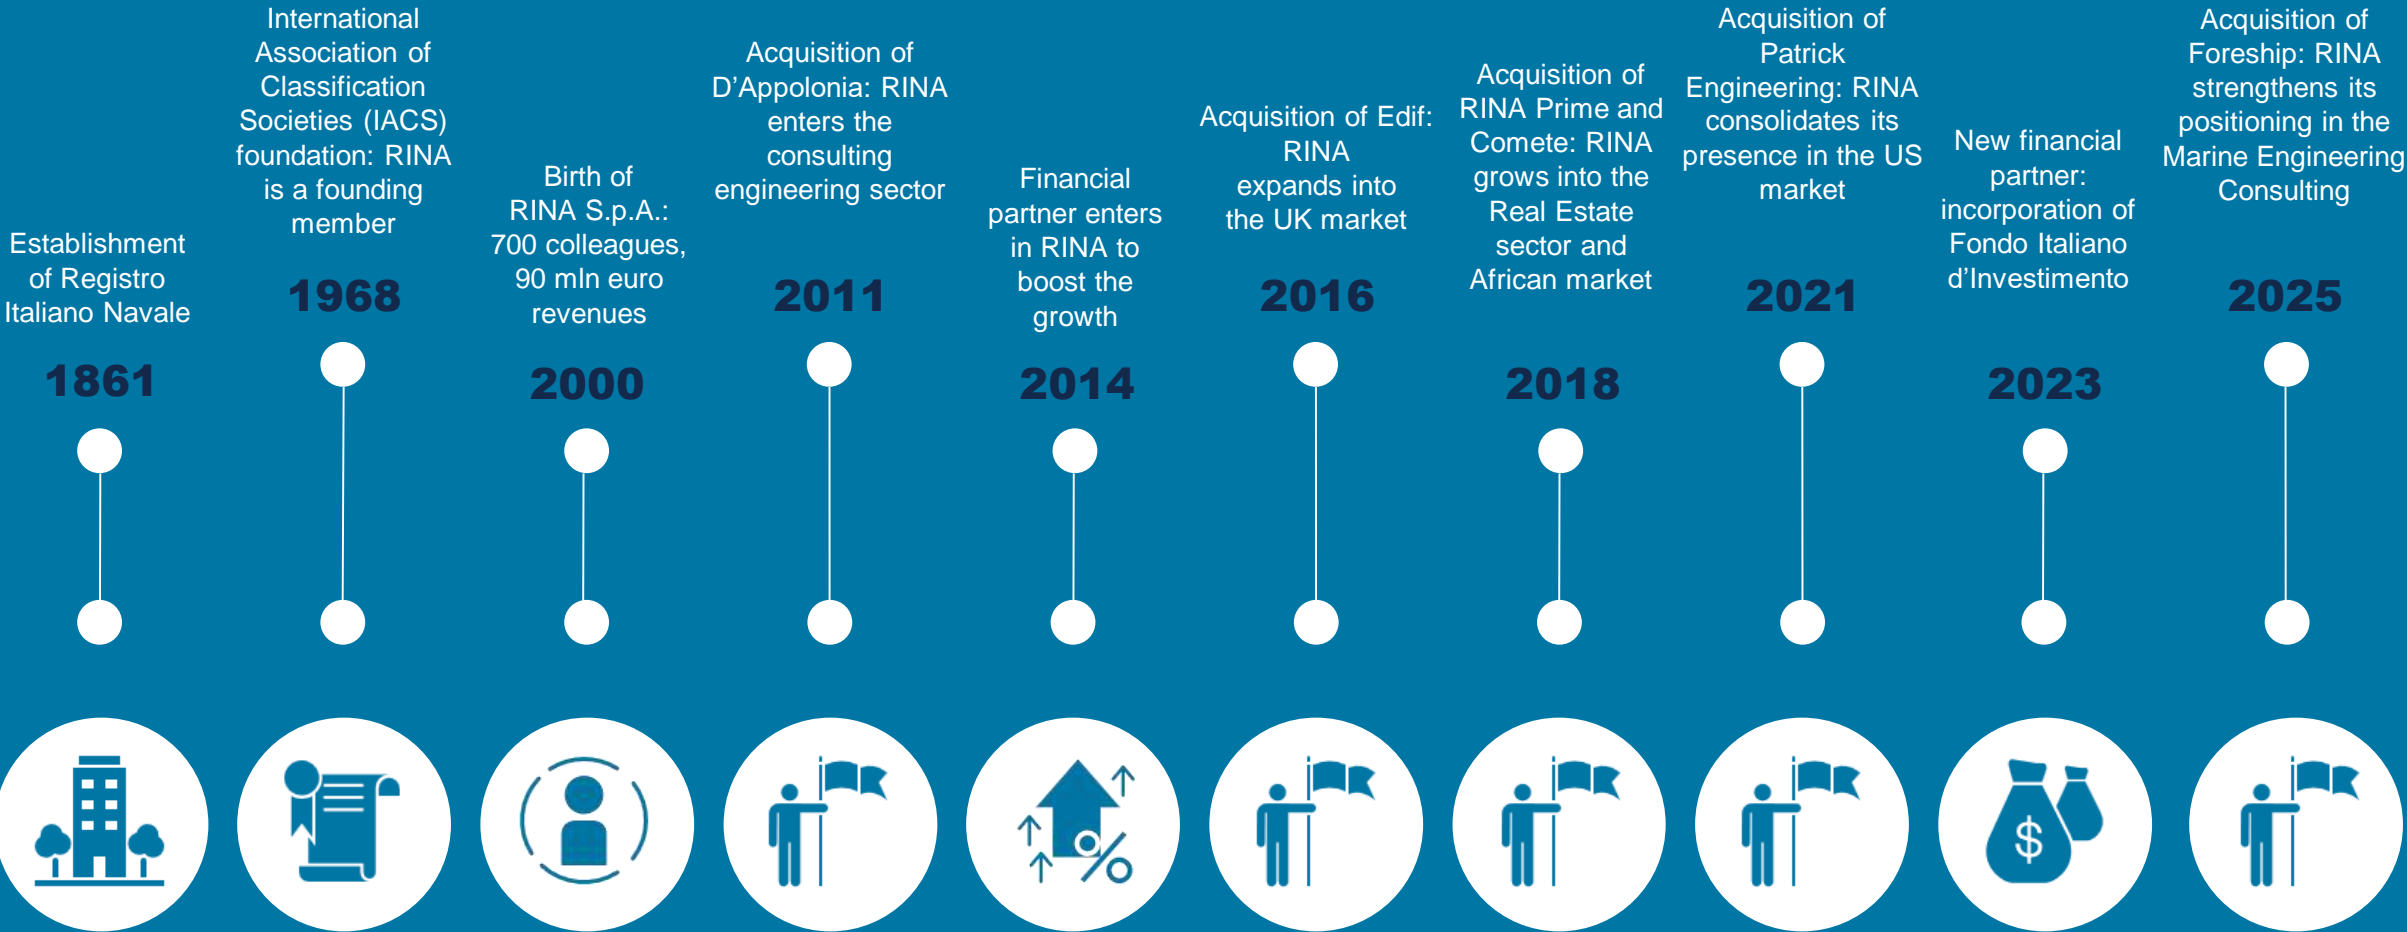 Establishment
of Registro
Italiano Navale
1861
International
Association of
Classification
Societies (IACS)
foundation: RINA
is a founding
member
1968
Birth of
RINA S.p.A.:
700 colleagues,
90 mln euro
revenues
2000
Acquisition of
D’Appolonia: RINA
enters the
consulting
engineering sector
2011
Financial
partner enters
in RINA to
boost the
growth
2014
Acquisition of Edif:
RINA
expands into
the UK market
2016
Acquisition of
RINA Prime and
Comete: RINA
grows into the
Real Estate
sector and
African market
2018
Acquisition of
Patrick
Engineering: RINA
consolidates its
presence in the US
market
2021
New financial
partner:
incorporation of
Fondo Italiano
d’Investimento
2023
Acquisition of
Foreship: RINA
strengthens its
positioning in the
Marine Engineering
Consulting
2025
%
$